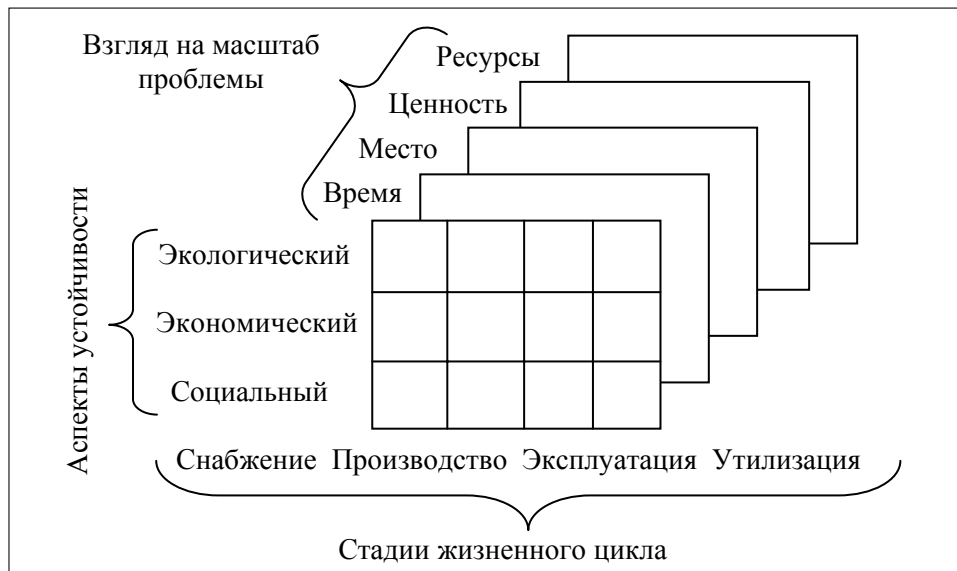 Взгляд на масштаб
проблемы
Ресурсы
Ценность
Место
Время
Аспекты устойчивости
Экологический
Экономический
Социальный
Снабжение Производство Эксплуатация Утилизация
Стадии жизненного цикла